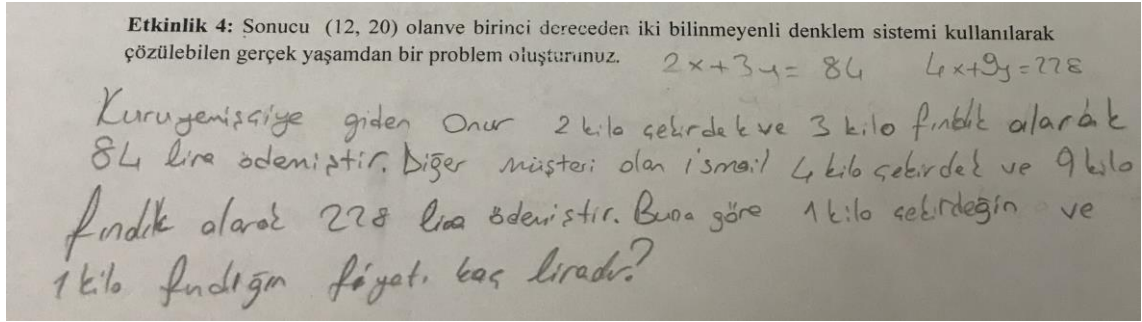 Etkinlik 4: Sonucu (12, 20) olanve birinci dereceden iki bilinmeyenli denklem sistemi kullanılarak
çözülebilen gerçek yaşamdan bir problem oluşturunuz. 2x+3y= 84 4x+9y=228
Kuruyemişçiye giden Onur 2 kilo çekirdek ve 3 kilo fındık alarak
84 lira ödemiştir. Diğer müşteri olan ismail 4 kilo çekirdek ve 9 kilo
fındık alarak 228 lira ödemiştir. Buna göre 1 kilo çekirdeğin ve
1 kilo fındığın fiyatı kaç liradır?